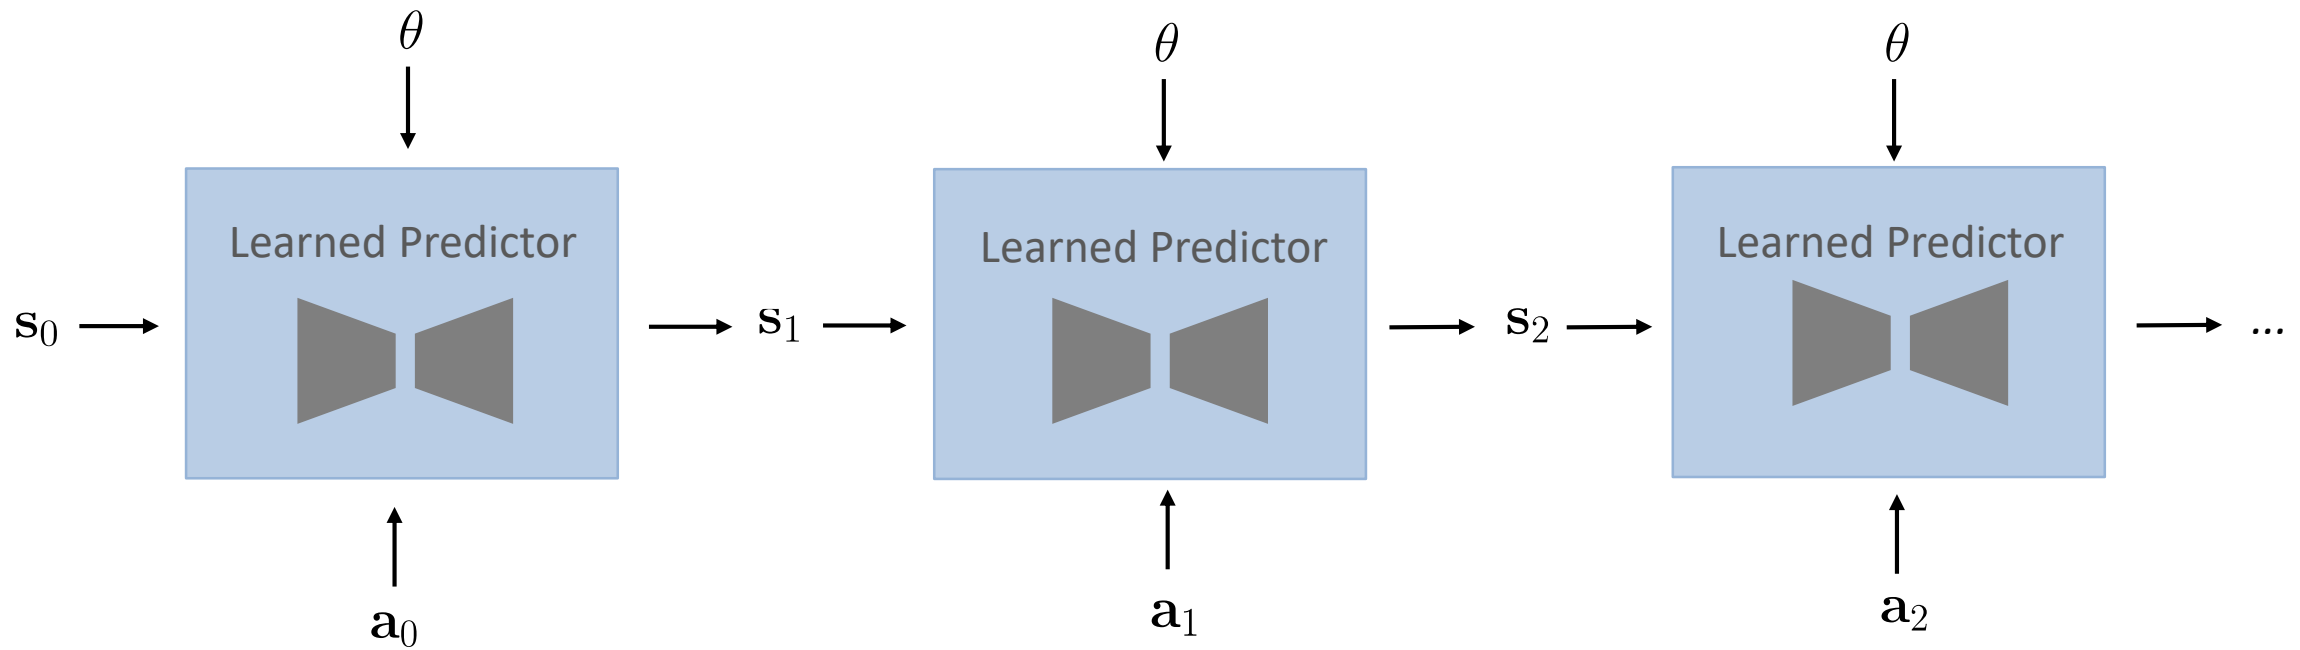 θ θ θ
Learned Predictor Learned Predictor Learned Predictor
s₀ s₁ s₂ ...
a₀ a₁ a₂